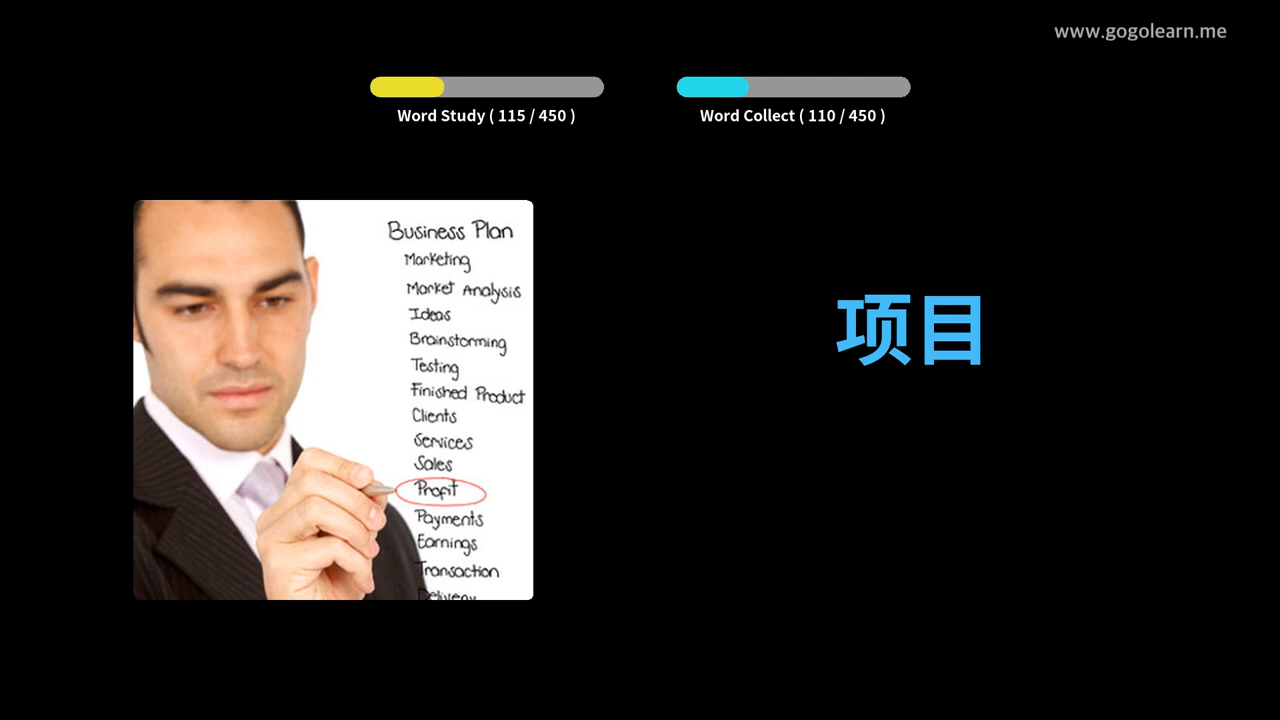 www.gogolearn.me
Word Study ( 115 / 450 )
Word Collect ( 110 / 450 )
Business Plan
Marketing
Market Analysis
Ideas
Brainstorming
Testing
Finished Product
Clients
Services
Sales
Profit
Payments
Earnings
Transaction
Delivery
项目